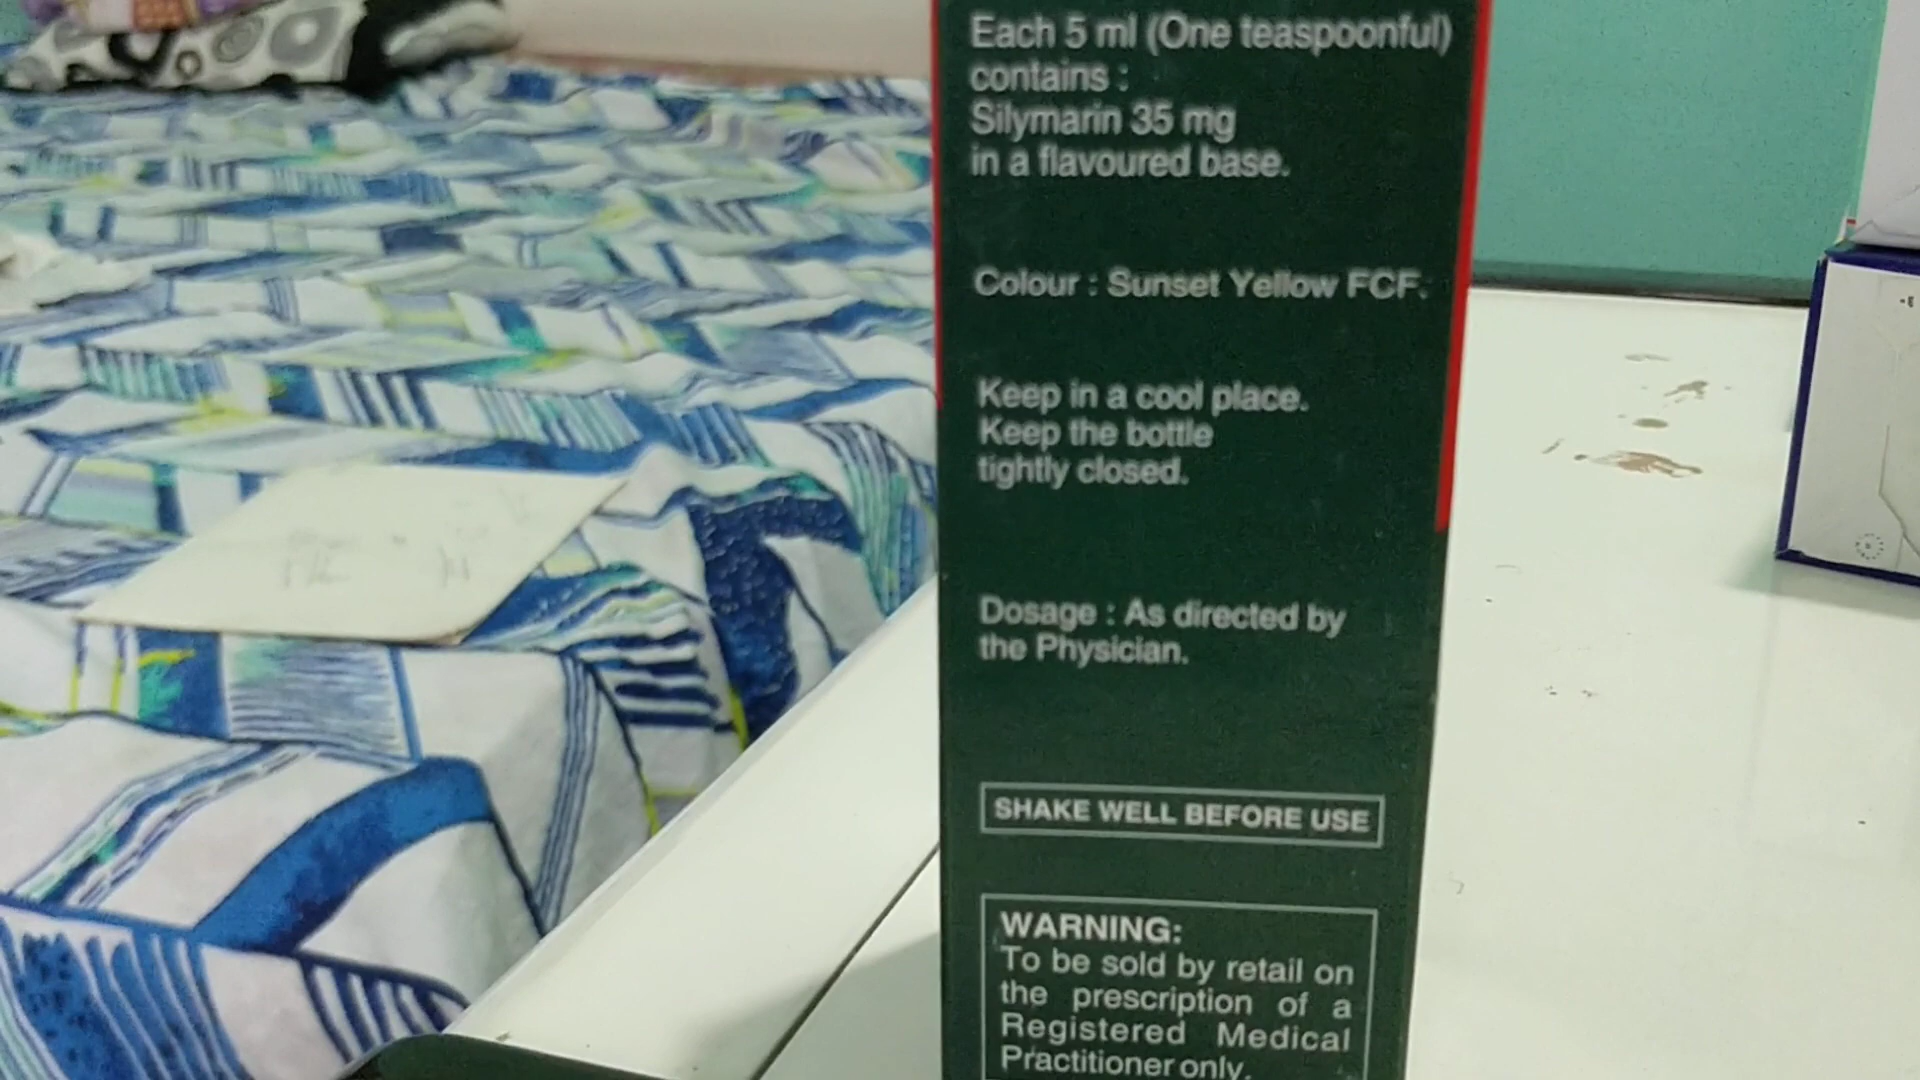 Each 5 ml (One teaspoonful)
contains :
Silymarin 35 mg
in a flavoured base.
Colour : Sunset Yellow FCF.
Keep in a cool place.
Keep the bottle
tightly closed.
Dosage : As directed by
the Physician.
SHAKE WELL BEFORE USE
WARNING:
To be sold by retail on
the prescription of a
Registered Medical
Practitioner only.